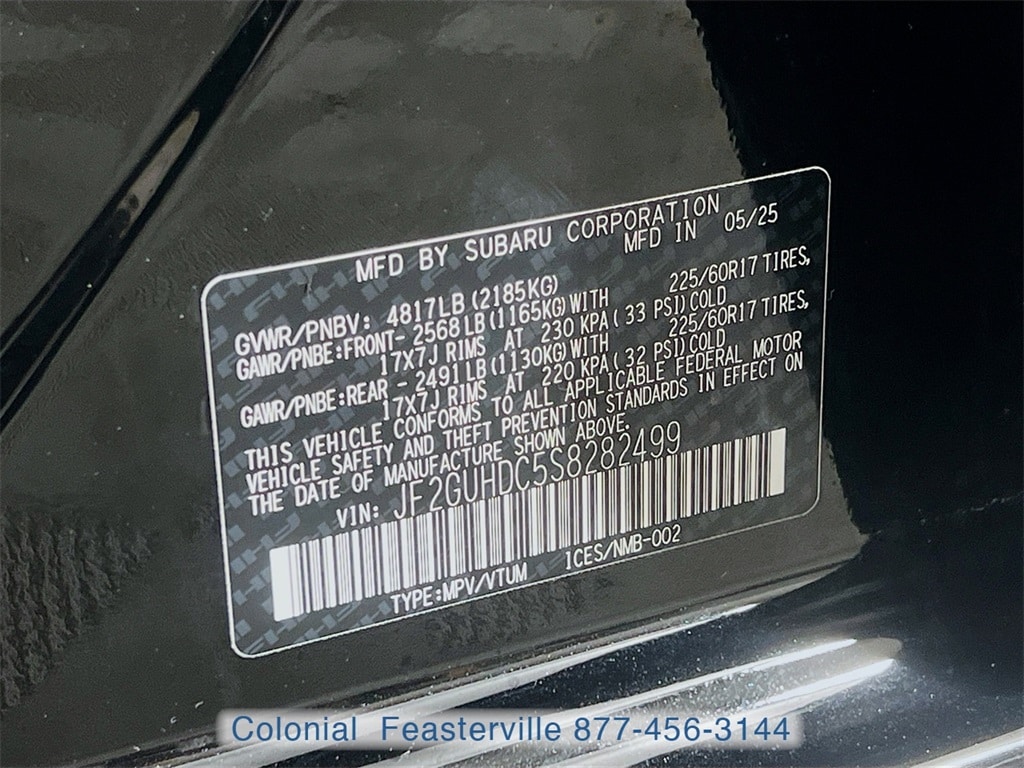 MFD BY SUBARU CORPORATION
MFD IN 05/25
GVWR/PNBV: 4817LB (2185KG)
GAWR/PNBE:FRONT- 2568LB (1165KG) WITH 225/60R17 TIRES,
17X7J RIMS AT 230 KPA ( 33 PSI) COLD
GAWR/PNBE:REAR - 2491LB (1130KG) WITH 225/60R17 TIRES,
17X7J RIMS AT 220 KPA ( 32 PSI) COLD
THIS VEHICLE CONFORMS TO ALL APPLICABLE FEDERAL MOTOR
VEHICLE SAFETY AND THEFT PREVENTION STANDARDS IN EFFECT ON
THE DATE OF MANUFACTURE SHOWN ABOVE.
VIN: JF2GUHDC5S8282499
TYPE:MPV/VTUM ICES/NMB-002
Colonial Feasterville 877-456-3144